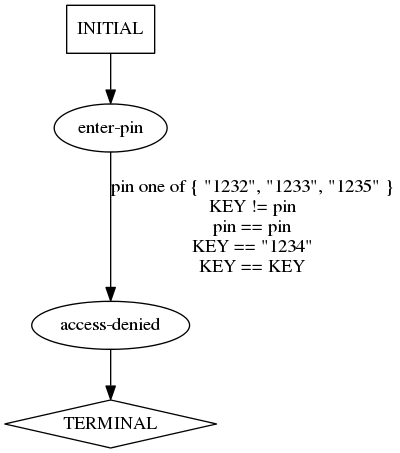 INITIAL
enter-pin
pin one of { "1232", "1233", "1235" }
KEY != pin
pin == pin
KEY == "1234"
KEY == KEY
access-denied
TERMINAL